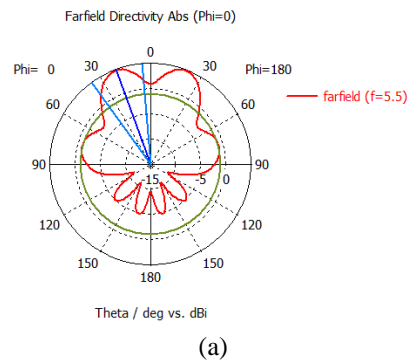 Farfield Directivity Abs (Phi=0)
0
Phi= 0 30 30 Phi=180
60 60
farfield (f=5.5)
90 -15 -5 0 90
120 120
150 150
180
Theta / deg vs. dBi
(a)